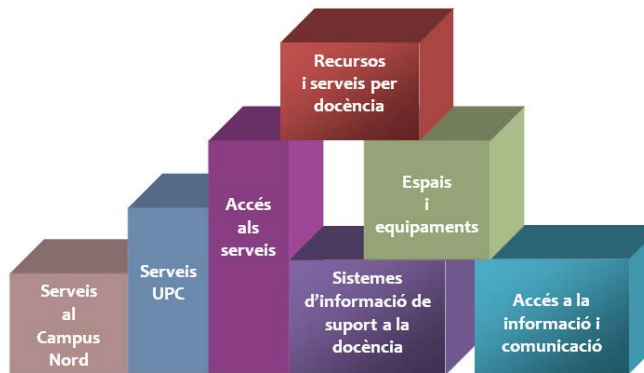 Recursos
i serveis per
docència
Accés
als
serveis
Espais
i
equipaments
Serveis
UPC
Serveis
al
Campus
Nord
Sistemes
d'informació de
suport a la
docència
Accés a la
informació i
comunicació